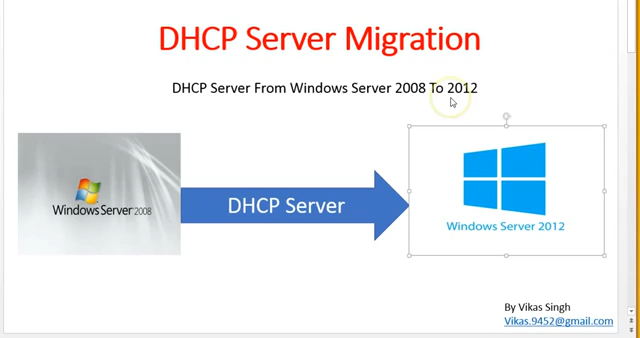 DHCP Server Migration
DHCP Server From Windows Server 2008 To 2012
Windows Server 2008
DHCP Server
Windows Server 2012
By Vikas Singh
Vikas.9452@gmail.com